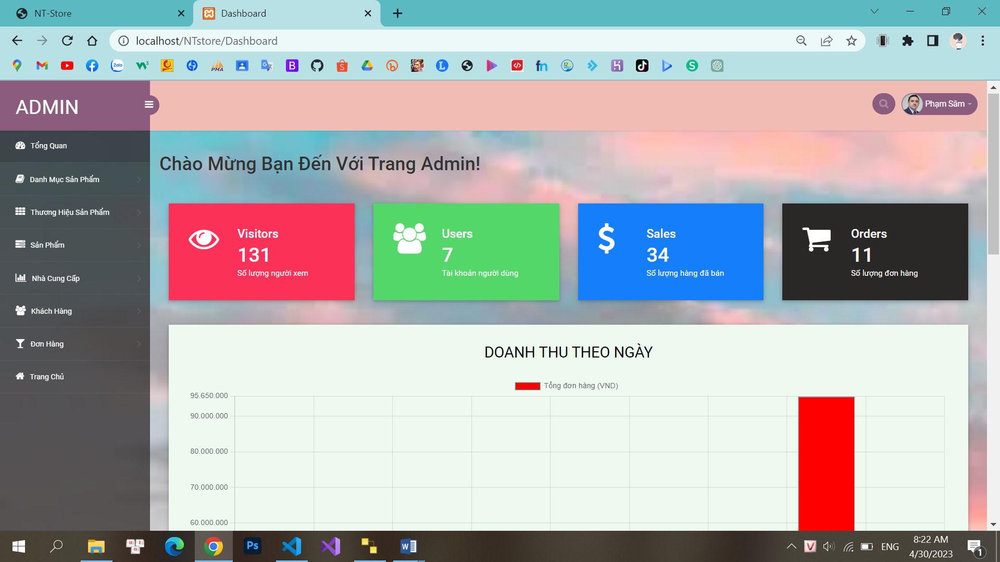 NT-Store
Dashboard
localhost/NTstore/Dashboard
ADMIN
Phạm Sâm
Tổng Quan
Danh Mục Sản Phẩm
Thương Hiệu Sản Phẩm
Sản Phẩm
Nhà Cung Cấp
Khách Hàng
Đơn Hàng
Trang Chủ
Chào Mừng Bạn Đến Với Trang Admin!
Visitors
131
Số lượng người xem
Users
7
Tài khoản người dùng
Sales
34
Số lượng hàng đã bán
Orders
11
Số lượng đơn hàng
DOANH THU THEO NGÀY
Tổng đơn hàng (VND)
95.650.000
90.000.000
80.000.000
70.000.000
60.000.000
ENG
8:22 AM
4/30/2023
1